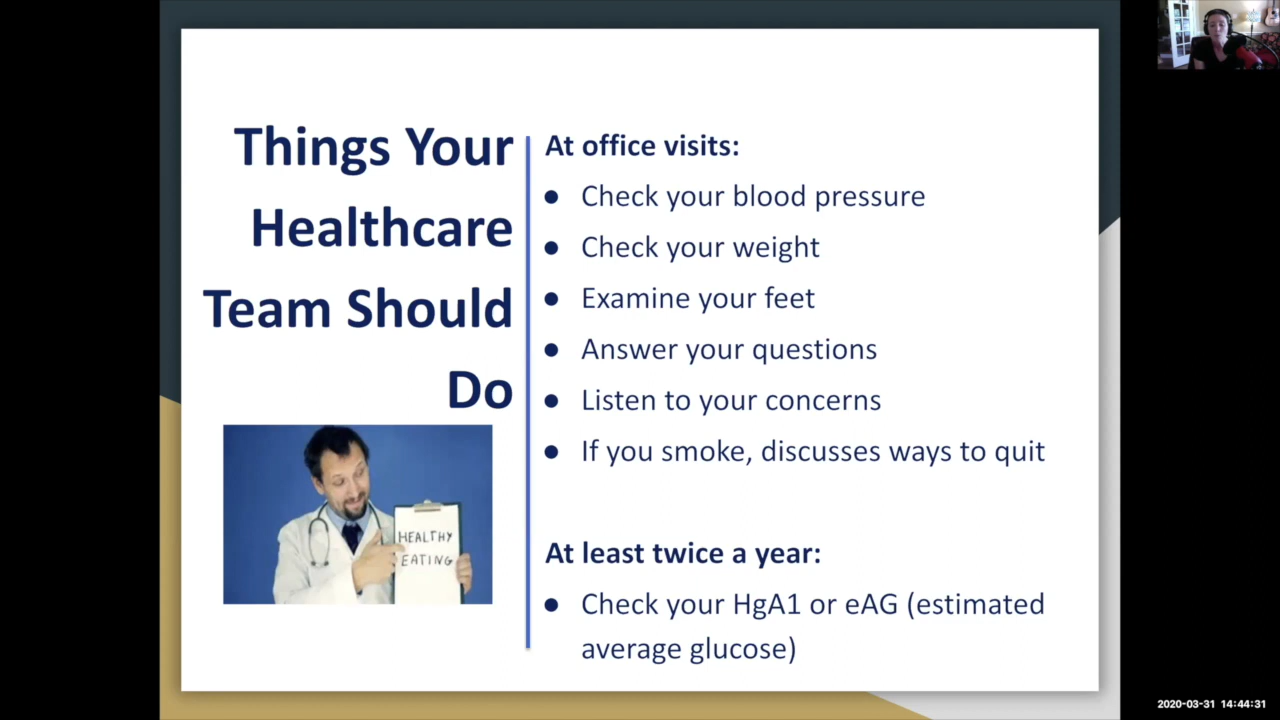 Things Your
Healthcare
Team Should
Do
HEALTHY
EATING
At office visits:
● Check your blood pressure
● Check your weight
● Examine your feet
● Answer your questions
● Listen to your concerns
● If you smoke, discusses ways to quit
At least twice a year:
● Check your HgA1 or eAG (estimated
average glucose)
2020-03-31 14:44:31